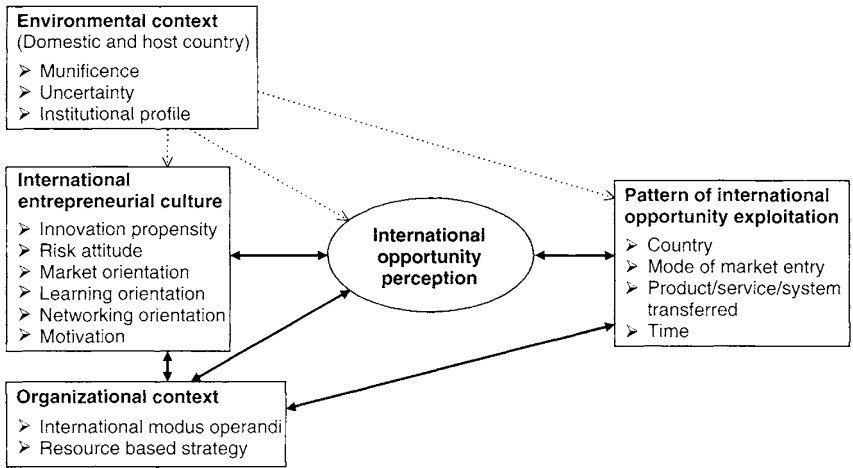 Environmental context
(Domestic and host country)
➢ Munificence
➢ Uncertainty
➢ Institutional profile
International
entrepreneurial culture
➢ Innovation propensity
➢ Risk attitude
➢ Market orientation
➢ Learning orientation
➢ Networking orientation
➢ Motivation
Organizational context
➢ International modus operandi
➢ Resource based strategy
International
opportunity
perception
Pattern of international
opportunity exploitation
➢ Country
➢ Mode of market entry
➢ Product/service/system
transferred
➢ Time